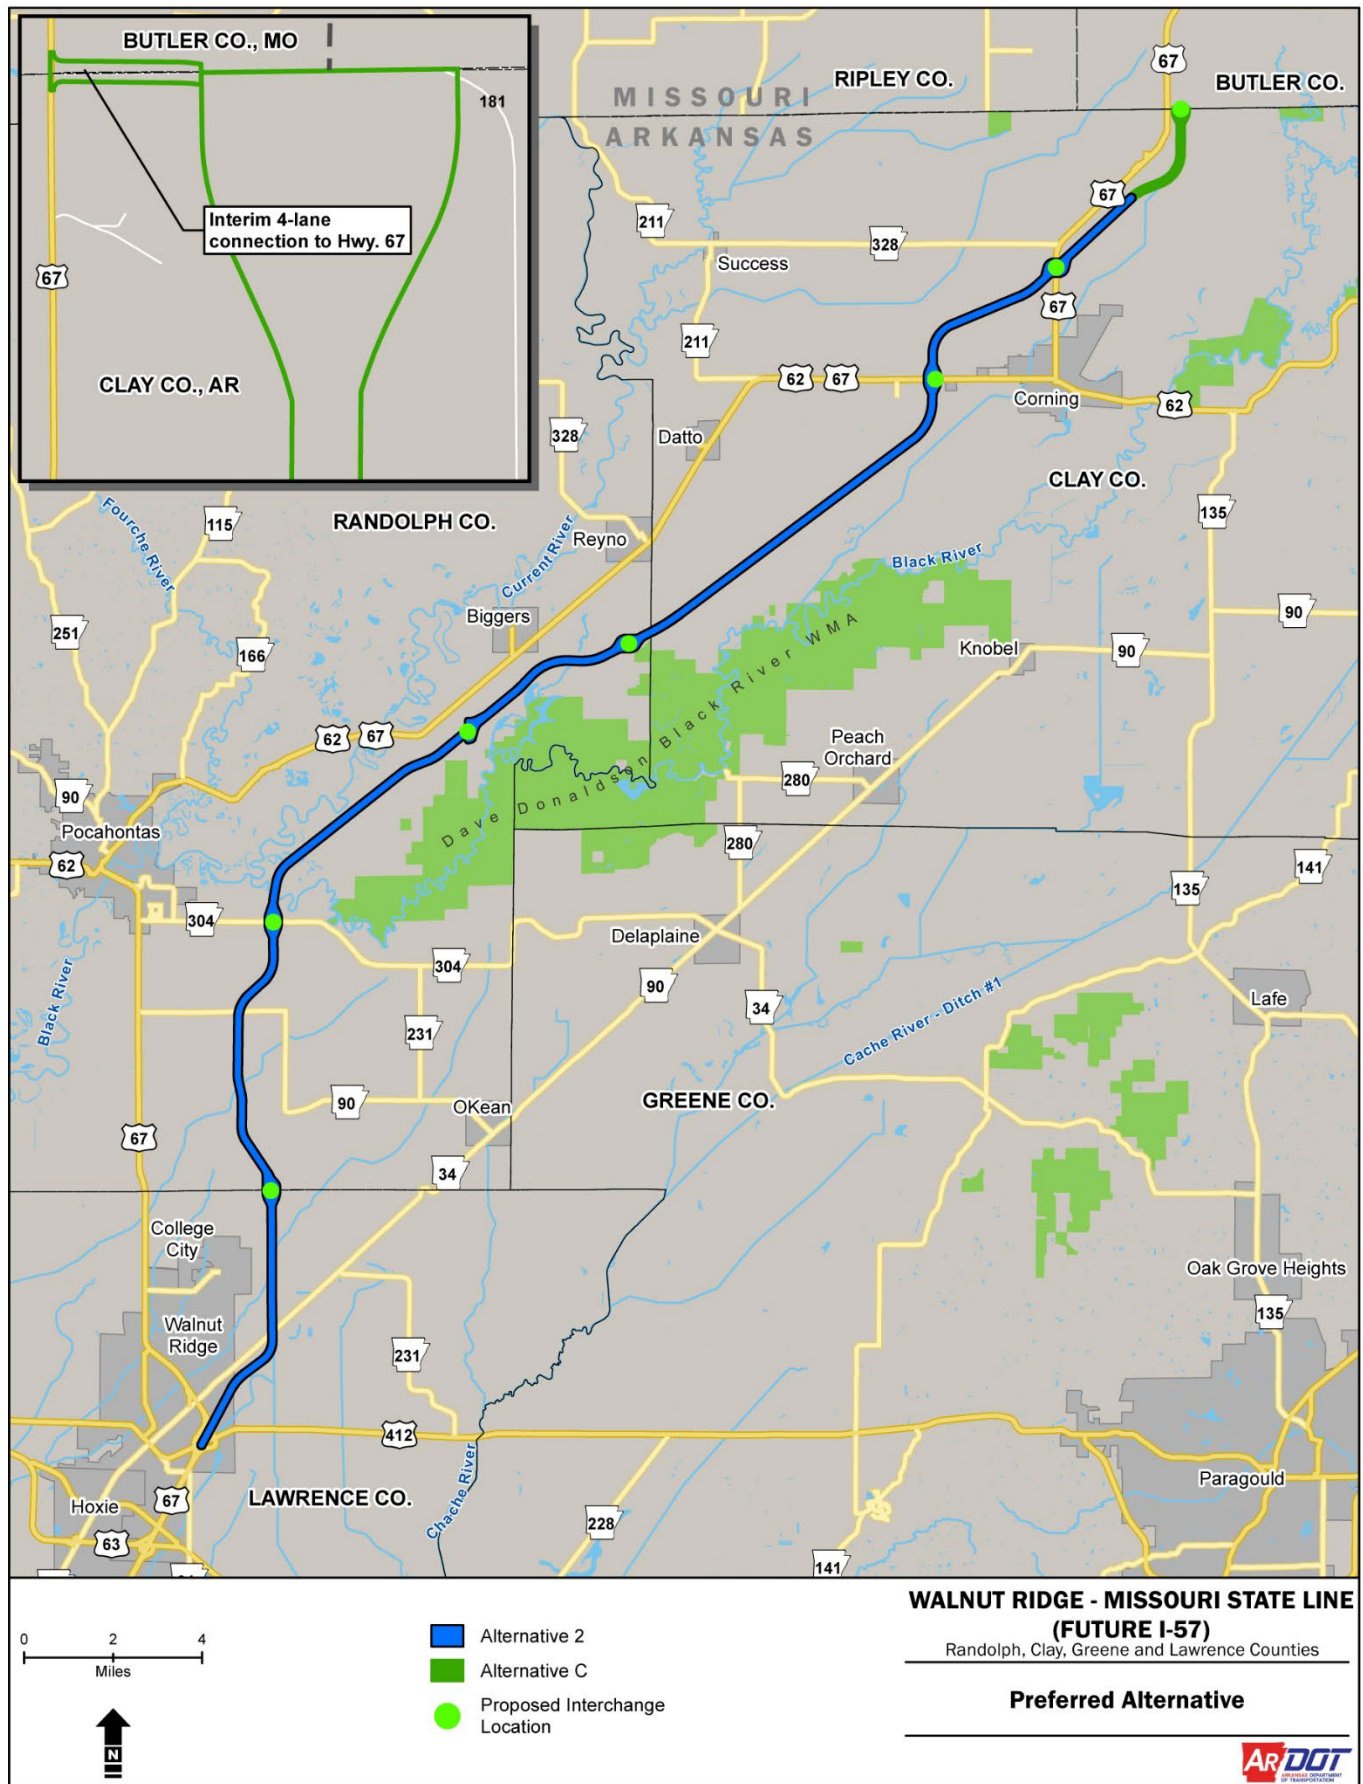 BUTLER CO., MO
181
Interim 4-lane
connection to Hwy. 67
67
CLAY CO., AR
MISSOURI
ARKANSAS
RIPLEY CO.
67
BUTLER CO.
67
211
328
Success
67
211
62
67
Corning
62
328
Datto
CLAY CO.
Fourche River
115
RANDOLPH CO.
Reyno
Current River
135
Black River
Biggers
251
166
Knobel
90
90
Dave Donaldson Black River WMA
62
67
Peach
Orchard
280
90
Pocahontas
280
62
141
135
304
Delaplaine
304
90
34
Lafe
Black River
231
Cache River - Ditch #1
90
OKean
GREENE CO.
67
34
College
City
Oak Grove Heights
135
Walnut
Ridge
231
412
Paragould
Hoxie
67
LAWRENCE CO.
Chache River
228
63
141
WALNUT RIDGE - MISSOURI STATE LINE
(FUTURE I-57)
Randolph, Clay, Greene and Lawrence Counties
Preferred Alternative
0 2 4
Miles
N
Alternative 2
Alternative C
Proposed Interchange
Location
ARDOT
ARKANSAS DEPARTMENT
OF TRANSPORTATION